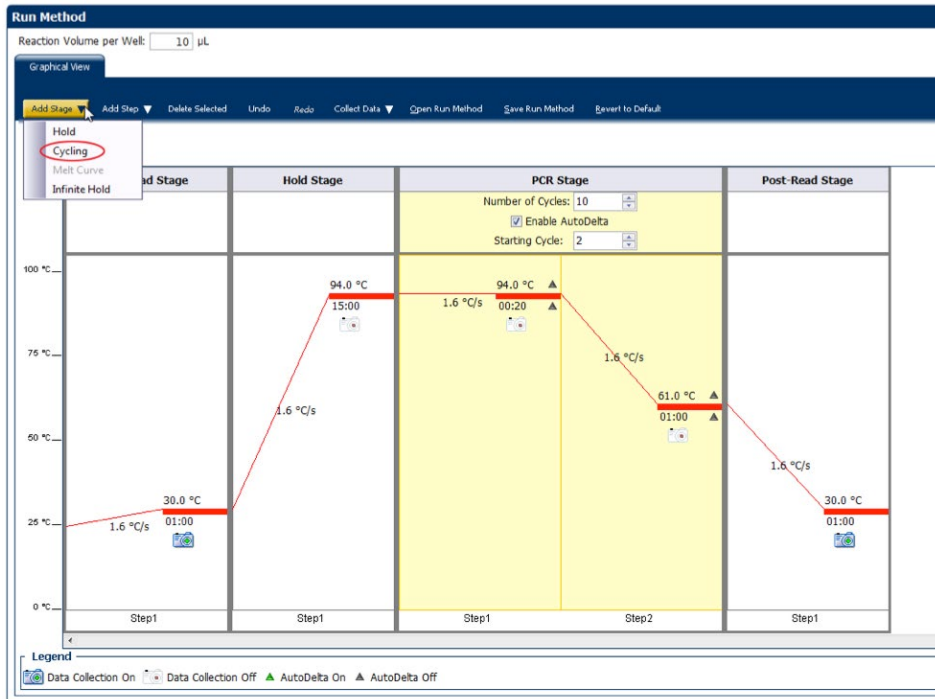 Run Method
Reaction Volume per Well: 10 µL
Graphical View
Add Stage ▼ Add Step ▼ Delete Selected Undo Redo Collect Data ▼ Open Run Method Save Run Method Revert to Default
Hold
Cycling
Melt Curve
Infinite Hold
ad Stage Hold Stage PCR Stage Post-Read Stage
Number of Cycles: 10
Enable AutoDelta
Starting Cycle: 2
100 °C
94.0 °C 94.0 °C
1.6 °C/s
15:00 00:20
75 °C
1.6 °C/s
61.0 °C
1.6 °C/s
01:00
50 °C
1.6 °C/s
30.0 °C 30.0 °C
25 °C
1.6 °C/s
01:00 01:00
0 °C
Step1 Step1 Step1 Step2 Step1
Legend
Data Collection On Data Collection Off AutoDelta On AutoDelta Off